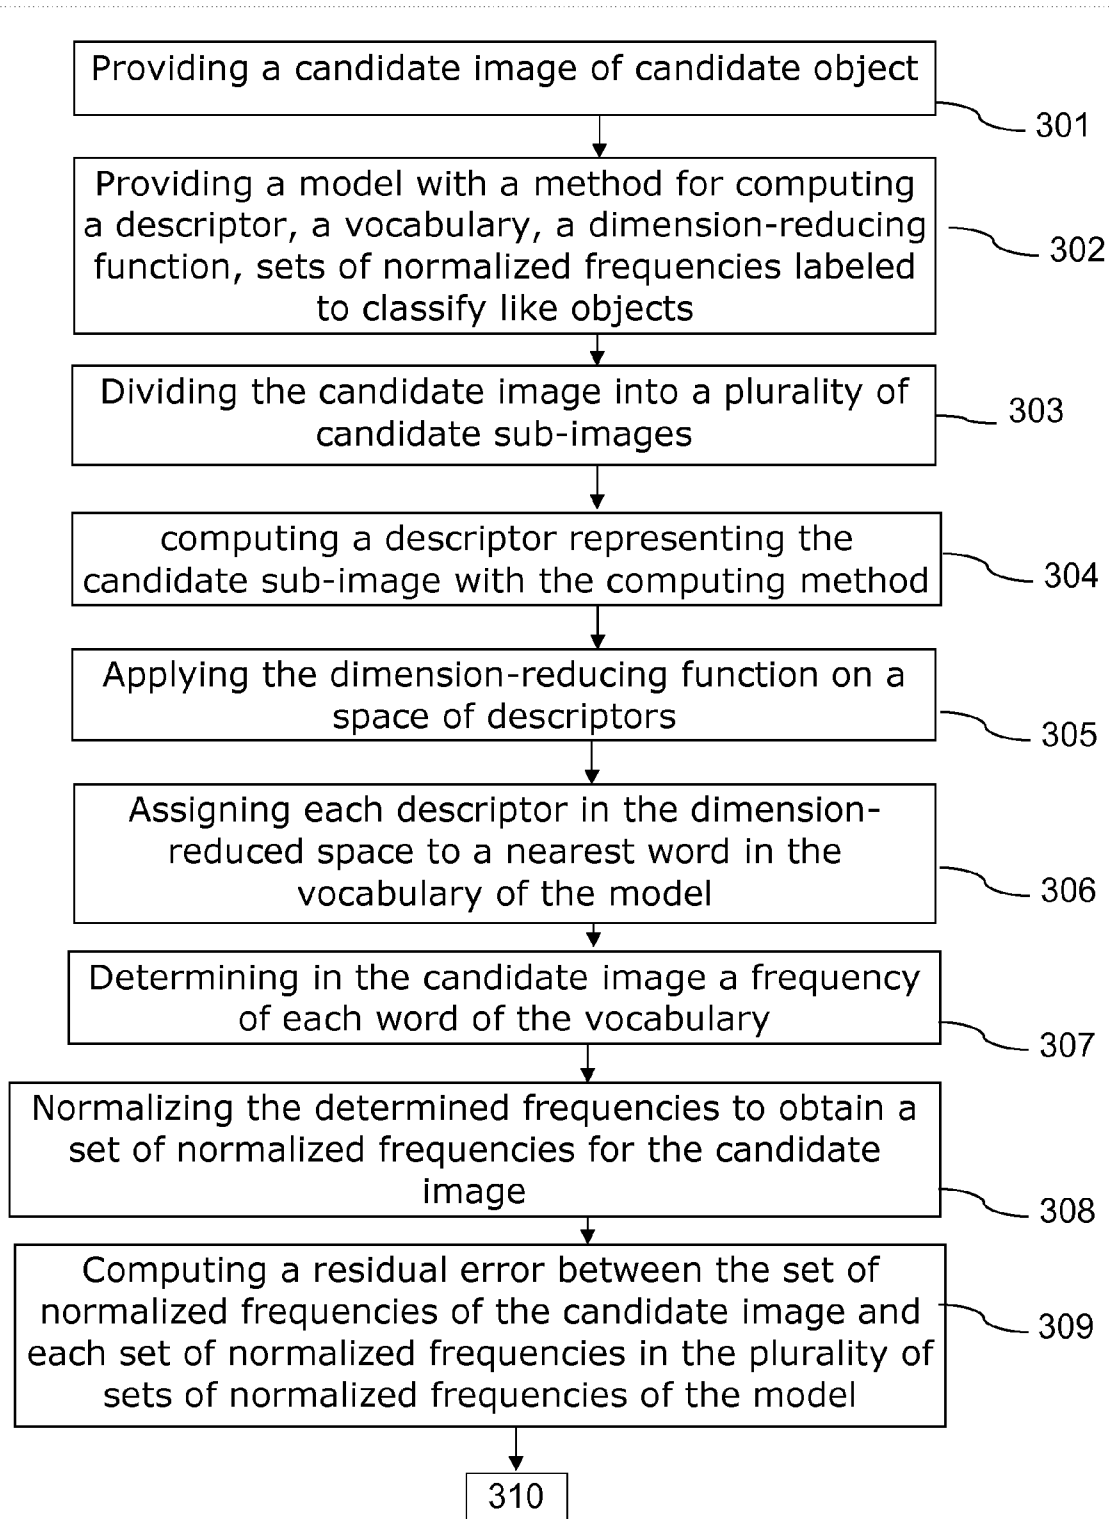 Providing a candidate image of candidate object
301
Providing a model with a method for computing
a descriptor, a vocabulary, a dimension-reducing
function, sets of normalized frequencies labeled
to classify like objects
302
Dividing the candidate image into a plurality of
candidate sub-images
303
computing a descriptor representing the
candidate sub-image with the computing method
304
Applying the dimension-reducing function on a
space of descriptors
305
Assigning each descriptor in the dimension-
reduced space to a nearest word in the
vocabulary of the model
306
Determining in the candidate image a frequency
of each word of the vocabulary
307
Normalizing the determined frequencies to obtain a
set of normalized frequencies for the candidate
image
308
Computing a residual error between the set of
normalized frequencies of the candidate image and
each set of normalized frequencies in the plurality of
sets of normalized frequencies of the model
309
310